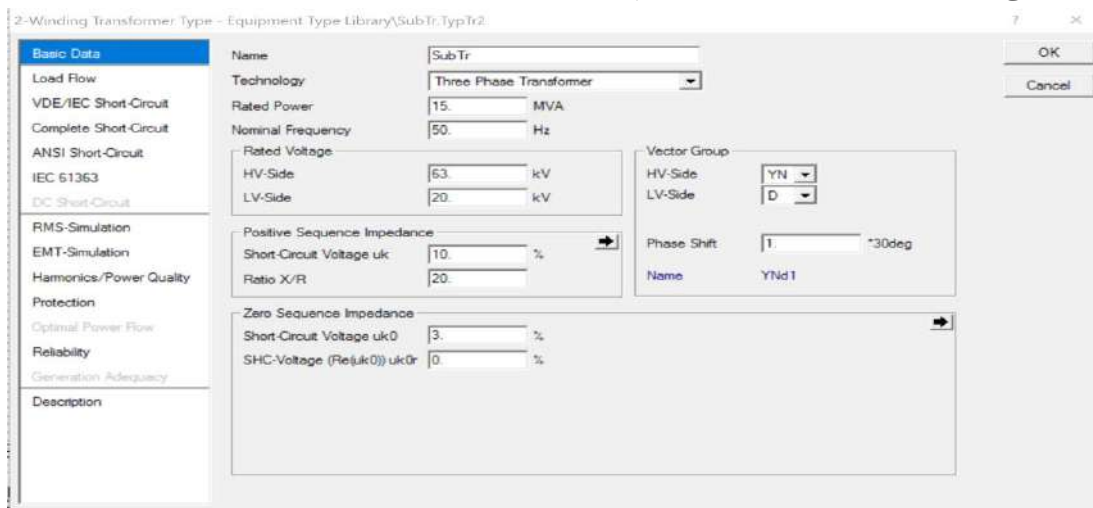 2-Winding Transformer Type - Equipment Type Library\SubTr.TypTr2 ? ×
Basic Data
Load Flow
VDE/IEC Short-Circuit
Complete Short-Circuit
ANSI Short-Circuit
IEC 61363
DC Short-Circuit
RMS-Simulation
EMT-Simulation
Harmonics/Power Quality
Protection
Optimal Power Flow
Reliability
Generation Adequacy
Description
Name SubTr
Technology Three Phase Transformer
Rated Power 15. MVA
Nominal Frequency 50. Hz
Rated Voltage
HV-Side 63. kV
LV-Side 20. kV
Positive Sequence Impedance
Short-Circuit Voltage uk 10. %
Ratio X/R 20.
Vector Group
HV-Side YN
LV-Side D
Phase Shift 1. *30deg
Name YNd1
Zero Sequence Impedance
Short-Circuit Voltage uk0 3. %
SHC-Voltage (Re(uk0)) uk0r 0. %
OK
Cancel